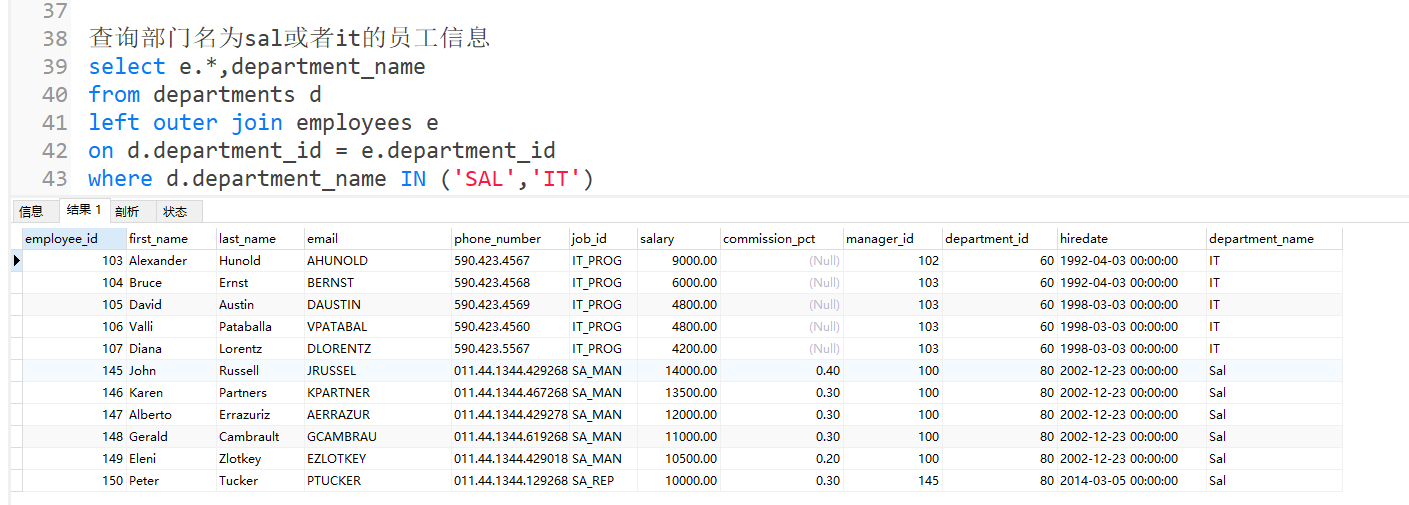 37
38 查询部门名为sal或者it的员工信息
39 select e.*,department_name
40 from departments d
41 left outer join employees e
42 on d.department_id = e.department_id
43 where d.department_name IN ('SAL','IT')
信息 结果 1 剖析 状态
employee_id first_name last_name email phone_number job_id salary commission_pct manager_id department_id hiredate department_name
103 Alexander Hunold AHUNOLD 590.423.4567 IT_PROG 9000.00 (Null) 102 60 1992-04-03 00:00:00 IT
104 Bruce Ernst BERNST 590.423.4568 IT_PROG 6000.00 (Null) 103 60 1992-04-03 00:00:00 IT
105 David Austin DAUSTIN 590.423.4569 IT_PROG 4800.00 (Null) 103 60 1998-03-03 00:00:00 IT
106 Valli Pataballa VPATABAL 590.423.4560 IT_PROG 4800.00 (Null) 103 60 1998-03-03 00:00:00 IT
107 Diana Lorentz DLORENTZ 590.423.5567 IT_PROG 4200.00 (Null) 103 60 1998-03-03 00:00:00 IT
145 John Russell JRUSSEL 011.44.1344.429268 SA_MAN 14000.00 0.40 100 80 2002-12-23 00:00:00 Sal
146 Karen Partners KPARTNER 011.44.1344.467268 SA_MAN 13500.00 0.30 100 80 2002-12-23 00:00:00 Sal
147 Alberto Errazuriz AERRAZUR 011.44.1344.429278 SA_MAN 12000.00 0.30 100 80 2002-12-23 00:00:00 Sal
148 Gerald Cambrault GCAMBRAU 011.44.1344.619268 SA_MAN 11000.00 0.30 100 80 2002-12-23 00:00:00 Sal
149 Eleni Zlotkey EZLOTKEY 011.44.1344.429018 SA_MAN 10500.00 0.20 100 80 2002-12-23 00:00:00 Sal
150 Peter Tucker PTUCKER 011.44.1344.129268 SA_REP 10000.00 0.30 145 80 2014-03-05 00:00:00 Sal